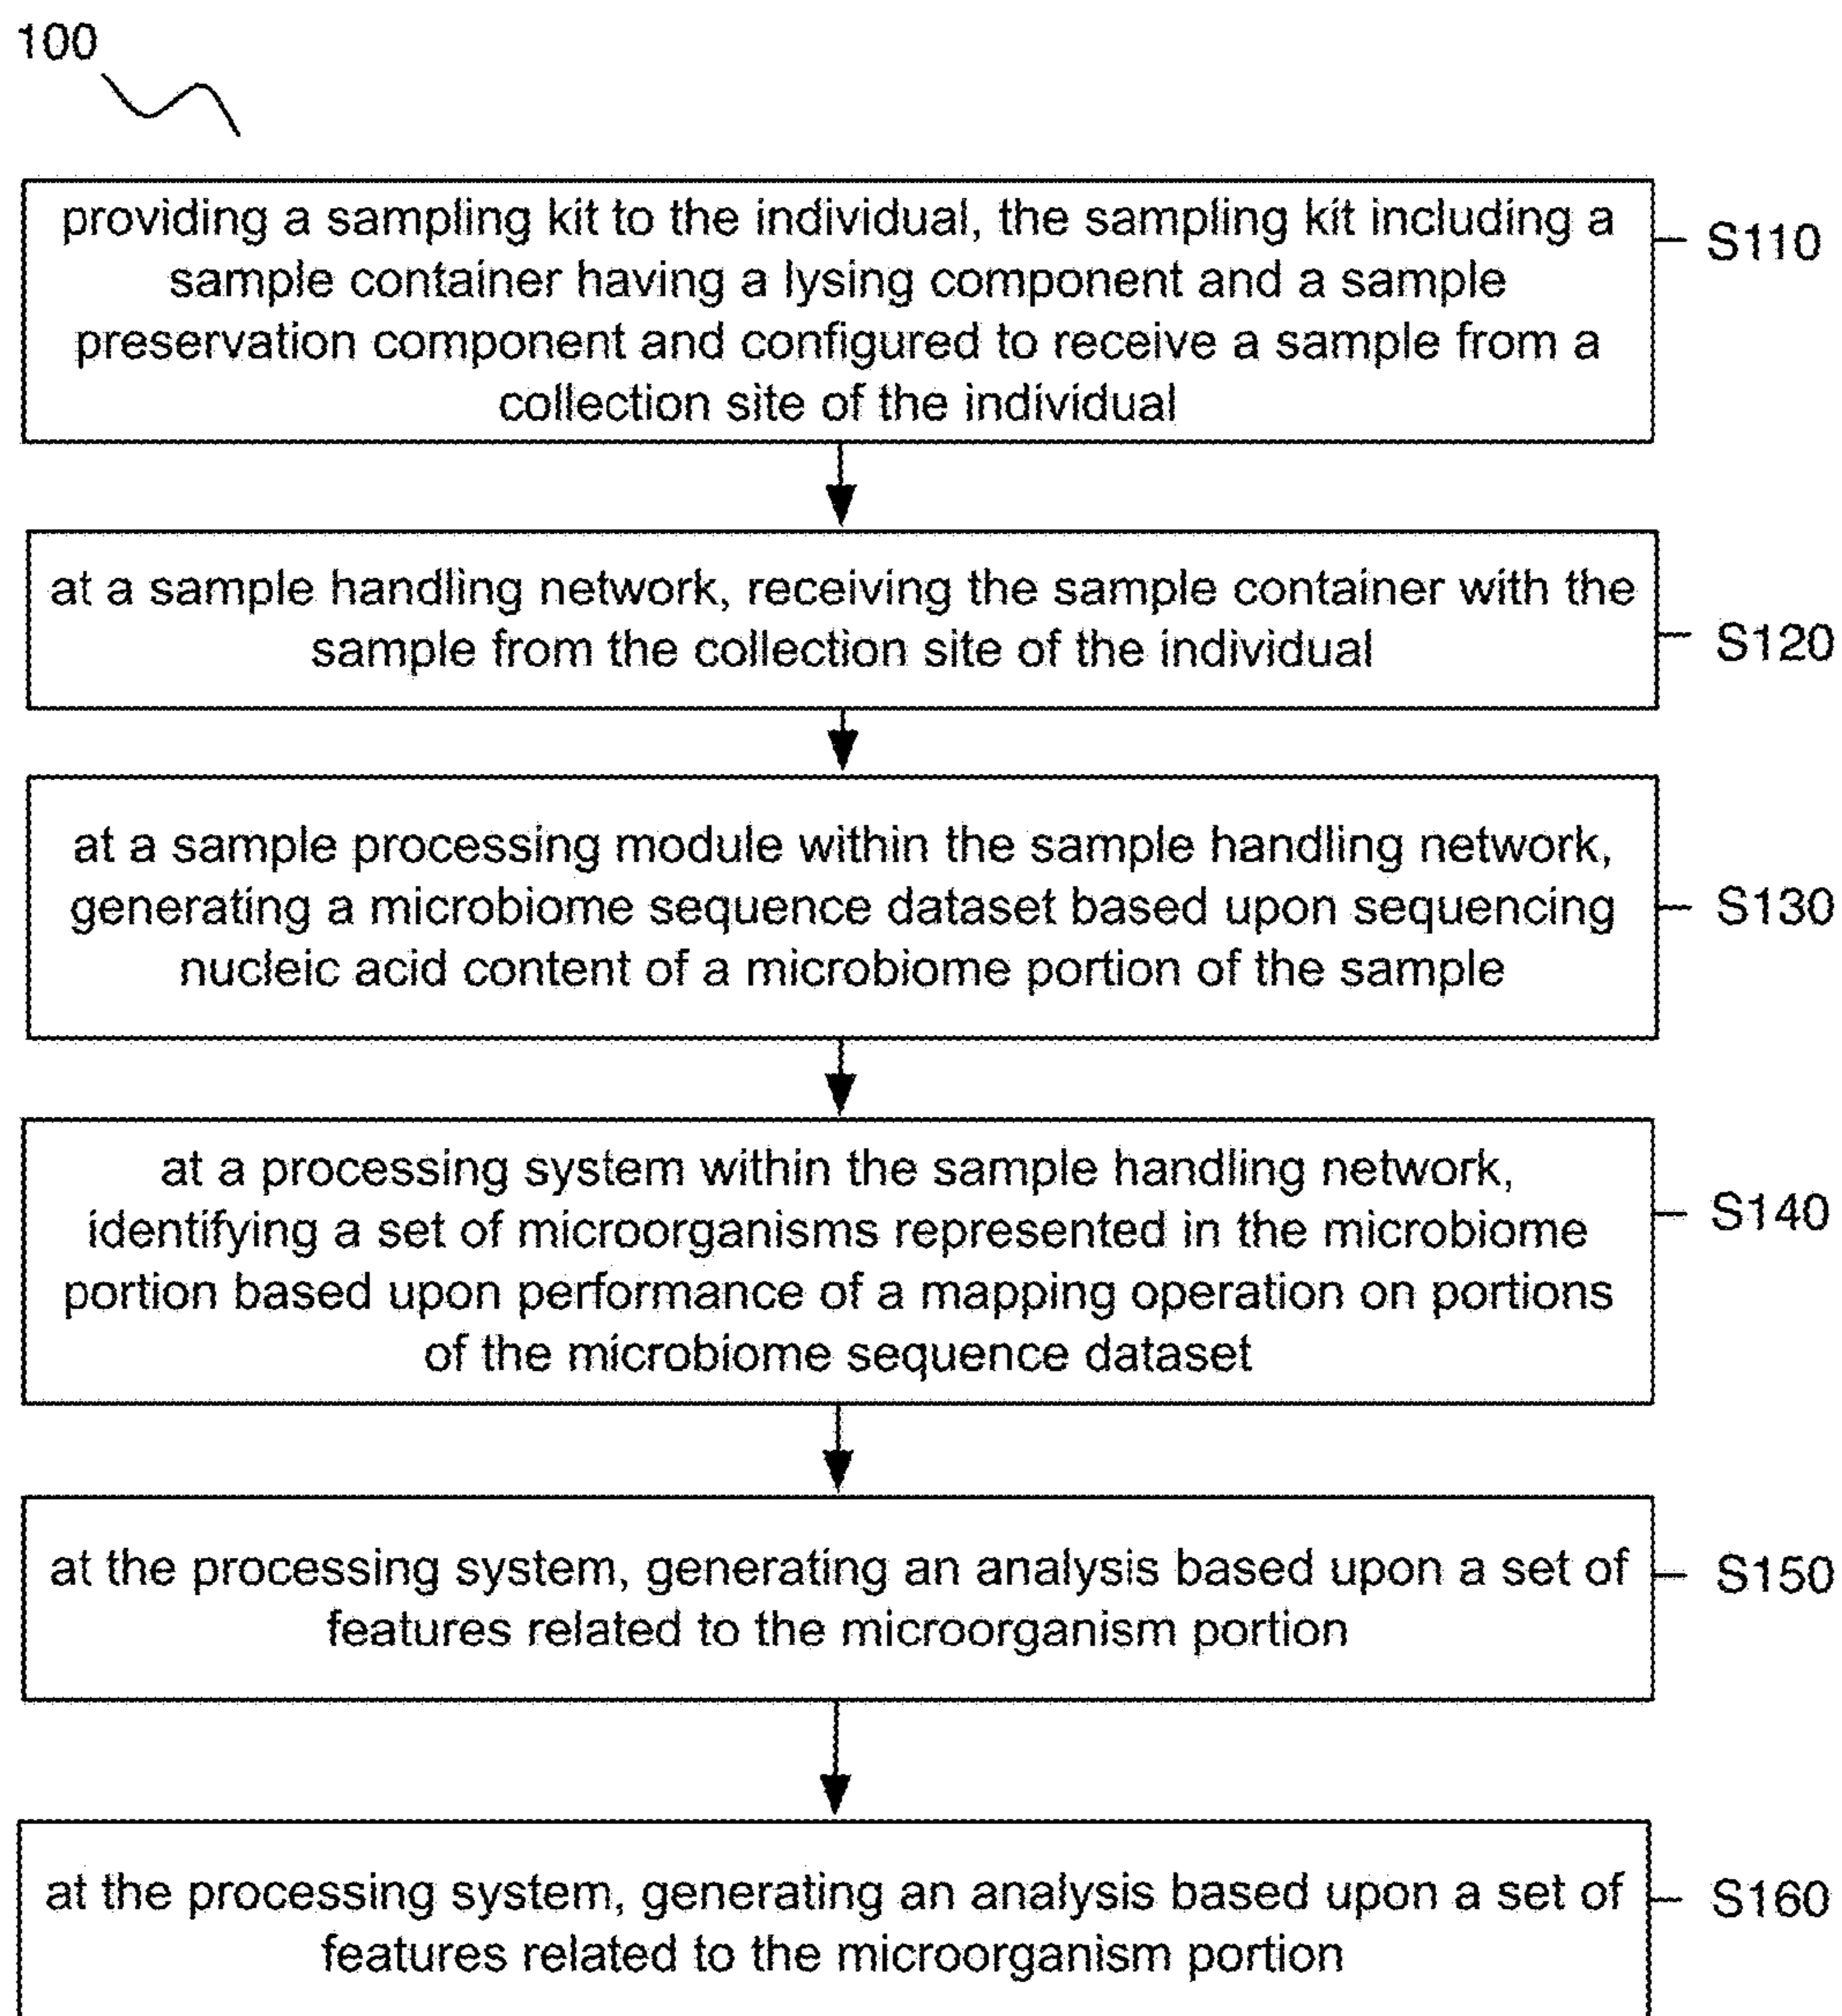 100
providing a sampling kit to the individual, the sampling kit including a
sample container having a lysing component and a sample
preservation component and configured to receive a sample from a
collection site of the individual
S110
at a sample handling network, receiving the sample container with the
sample from the collection site of the individual
S120
at a sample processing module within the sample handling network,
generating a microbiome sequence dataset based upon sequencing
nucleic acid content of a microbiome portion of the sample
S130
at a processing system within the sample handling network,
identifying a set of microorganisms represented in the microbiome
portion based upon performance of a mapping operation on portions
of the microbiome sequence dataset
S140
at the processing system, generating an analysis based upon a set of
features related to the microorganism portion
S150
at the processing system, generating an analysis based upon a set of
features related to the microorganism portion
S160